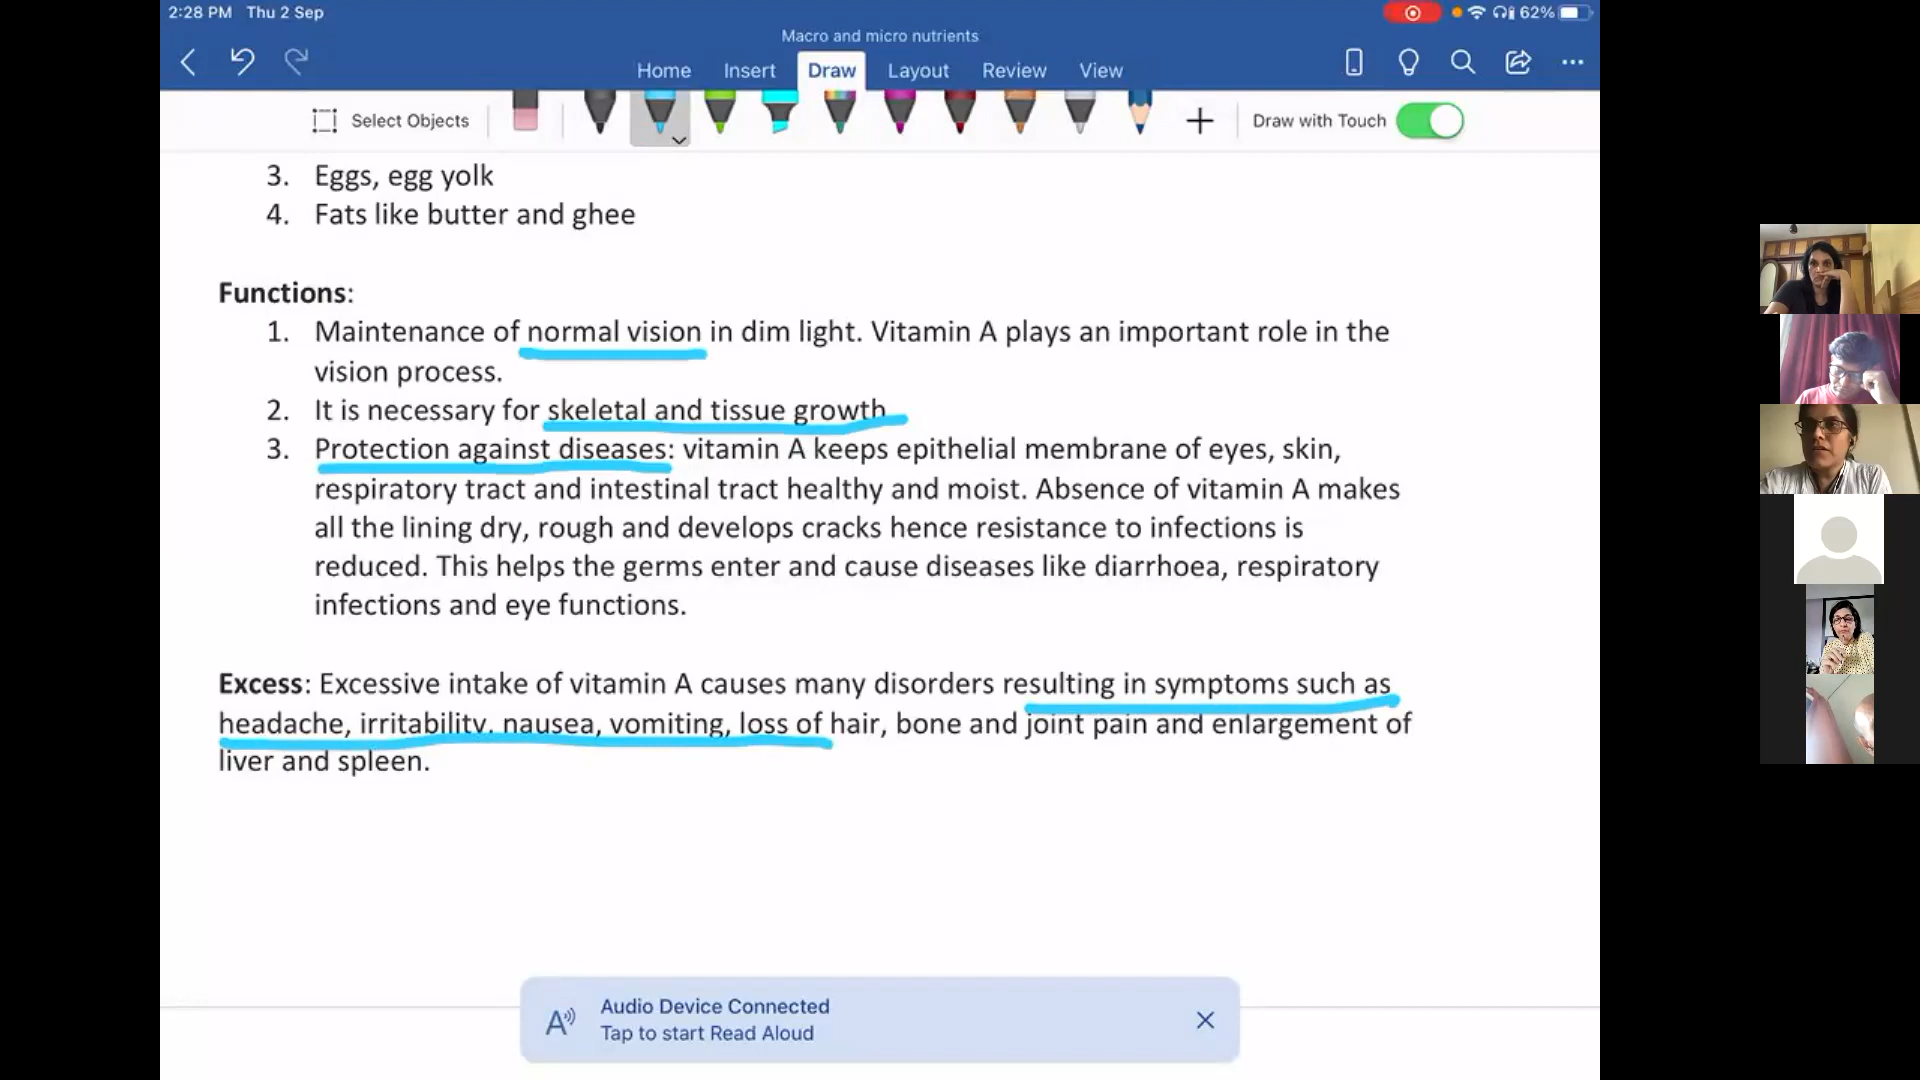 2:28 PM Thu 2 Sep
62%
Macro and micro nutrients
Home Insert Draw Layout Review View
Select Objects
Draw with Touch
3. Eggs, egg yolk
4. Fats like butter and ghee
Functions:
1. Maintenance of normal vision in dim light. Vitamin A plays an important role in the
vision process.
2. It is necessary for skeletal and tissue growth
3. Protection against diseases: vitamin A keeps epithelial membrane of eyes, skin,
respiratory tract and intestinal tract healthy and moist. Absence of vitamin A makes
all the lining dry, rough and develops cracks hence resistance to infections is
reduced. This helps the germs enter and cause diseases like diarrhoea, respiratory
infections and eye functions.
Excess: Excessive intake of vitamin A causes many disorders resulting in symptoms such as
headache, irritability, nausea, vomiting, loss of hair, bone and joint pain and enlargement of
liver and spleen.
Audio Device Connected
Tap to start Read Aloud